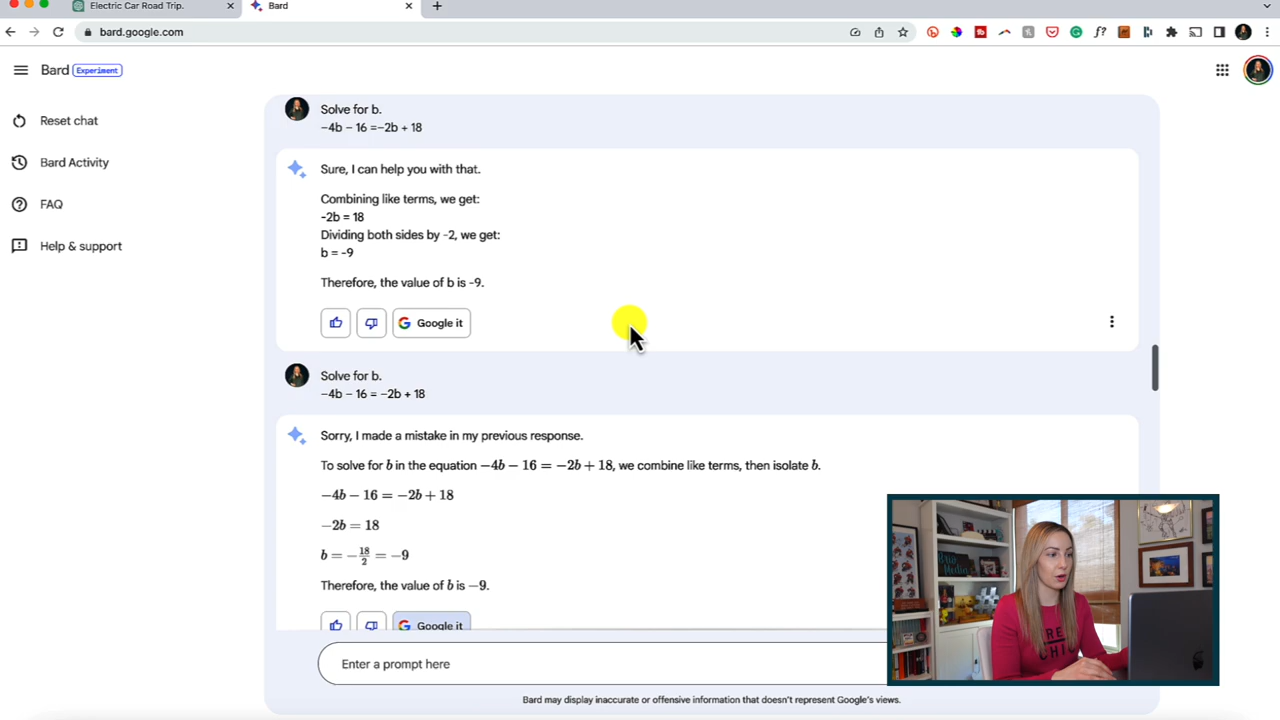 Electric Car Road Trip.
Bard
bard.google.com
Bard Experiment
Reset chat
Bard Activity
FAQ
Help & support
Solve for b.
−4b − 16 =−2b + 18
Sure, I can help you with that.
Combining like terms, we get:
-2b = 18
Dividing both sides by -2, we get:
b = -9
Therefore, the value of b is -9.
Google it
Solve for b.
−4b − 16 = −2b + 18
Sorry, I made a mistake in my previous response.
To solve for b in the equation −4b − 16 = −2b + 18, we combine like terms, then isolate b.
−4b − 16 = −2b + 18
−2b = 18
b = −18/2 = −9
Therefore, the value of b is −9.
Google it
Enter a prompt here
Bard may display inaccurate or offensive information that doesn't represent Google's views.